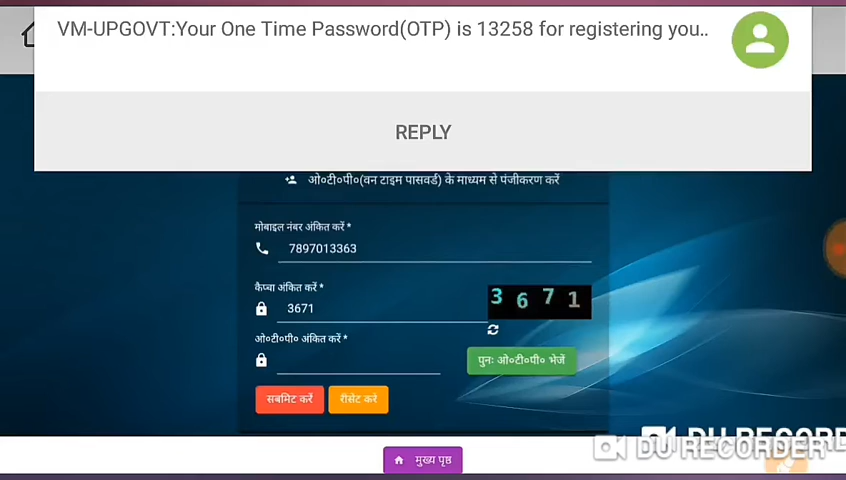 VM-UPGOVT:Your One Time Password(OTP) is 13258 for registering you..
REPLY
ओ०टी०पी०(वन टाइम पासवर्ड) के माध्यम से पंजीकरण करें
मोबाइल नंबर अंकित करें *
7897013363
कैप्चा अंकित करें *
3671
3 6 7 1
ओ०टी०पी० अंकित करें *
पुनः ओ०टी०पी० भेजें
सबमिट करें
रीसेट करे
DU RECORDER
DU RECORDER
मुख्य पृष्ठ